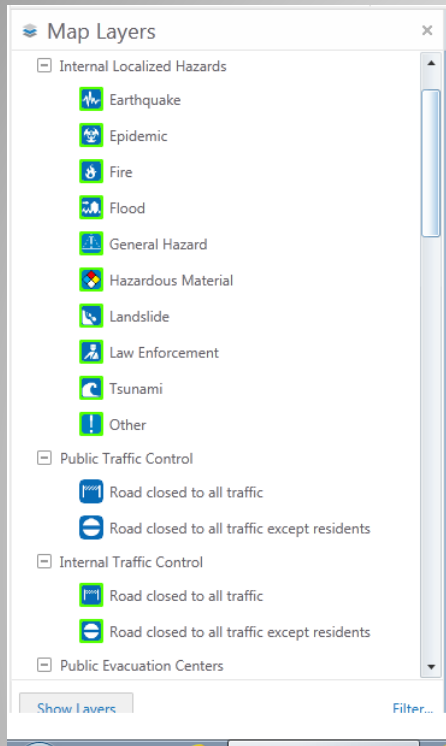 Map Layers
Internal Localized Hazards
Earthquake
Epidemic
Fire
Flood
General Hazard
Hazardous Material
Landslide
Law Enforcement
Tsunami
Other
Public Traffic Control
Road closed to all traffic
Road closed to all traffic except residents
Internal Traffic Control
Road closed to all traffic
Road closed to all traffic except residents
Public Evacuation Centers
Show Layers
Filter...